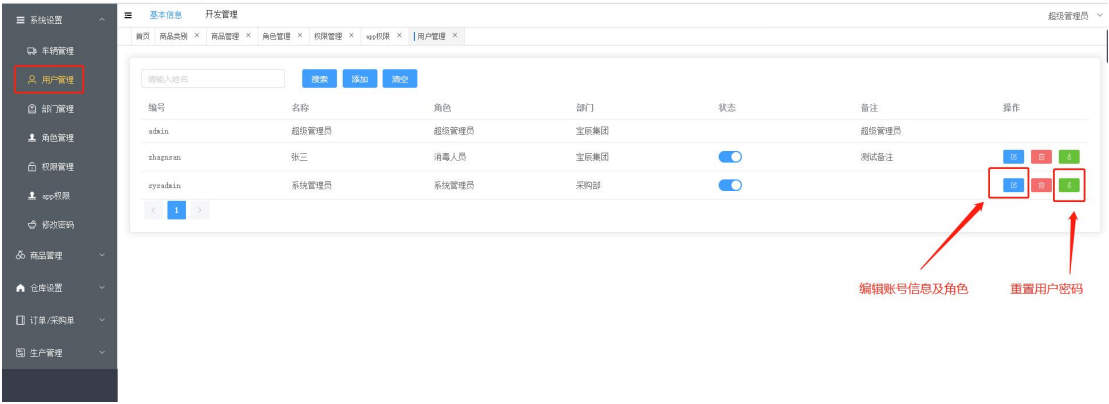 系统设置
基本信息 开发管理
超级管理员
首页 商品类别 × 商品管理 × 角色管理 × 权限管理 × app权限 × 用户管理 ×
车辆管理
用户管理
部门管理
角色管理
权限管理
app权限
修改密码
商品管理
仓库设置
订单/采购单
生产管理
请输入姓名 搜索 添加 清空
编号 名称 角色 部门 状态 备注 操作
admin 超级管理员 超级管理员 宝辰集团 超级管理员
zhagnsan 张三 消毒人员 宝辰集团 测试备注
sysadmin 系统管理员 系统管理员 采购部
< 1 >
编辑账号信息及角色 重置用户密码